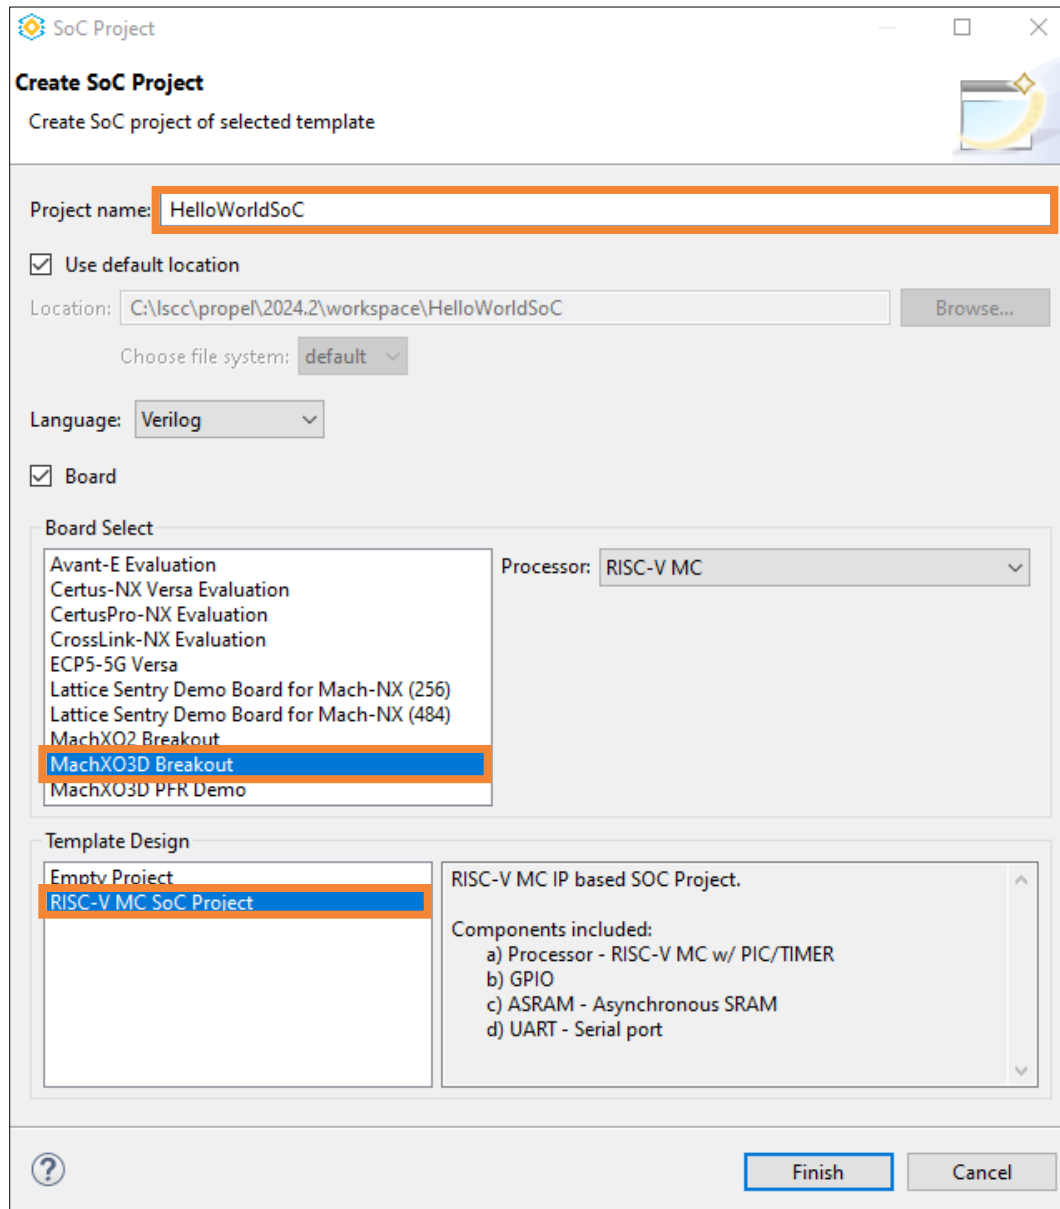 SoC Project
Create SoC Project
Create SoC project of selected template
Project name: HelloWorldSoC
Use default location
Location: C:\lscc\propel\2024.2\workspace\HelloWorldSoC Browse...
Choose file system: default
Language: Verilog
Board
Board Select
Avant-E Evaluation
Certus-NX Versa Evaluation
CertusPro-NX Evaluation
CrossLink-NX Evaluation
ECP5-5G Versa
Lattice Sentry Demo Board for Mach-NX (256)
Lattice Sentry Demo Board for Mach-NX (484)
MachXO2 Breakout
MachXO3D Breakout
MachXO3D PFR Demo
Processor: RISC-V MC
Template Design
Empty Project
RISC-V MC SoC Project
RISC-V MC IP based SOC Project.
Components included:
a) Processor - RISC-V MC w/ PIC/TIMER
b) GPIO
c) ASRAM - Asynchronous SRAM
d) UART - Serial port
? Finish Cancel